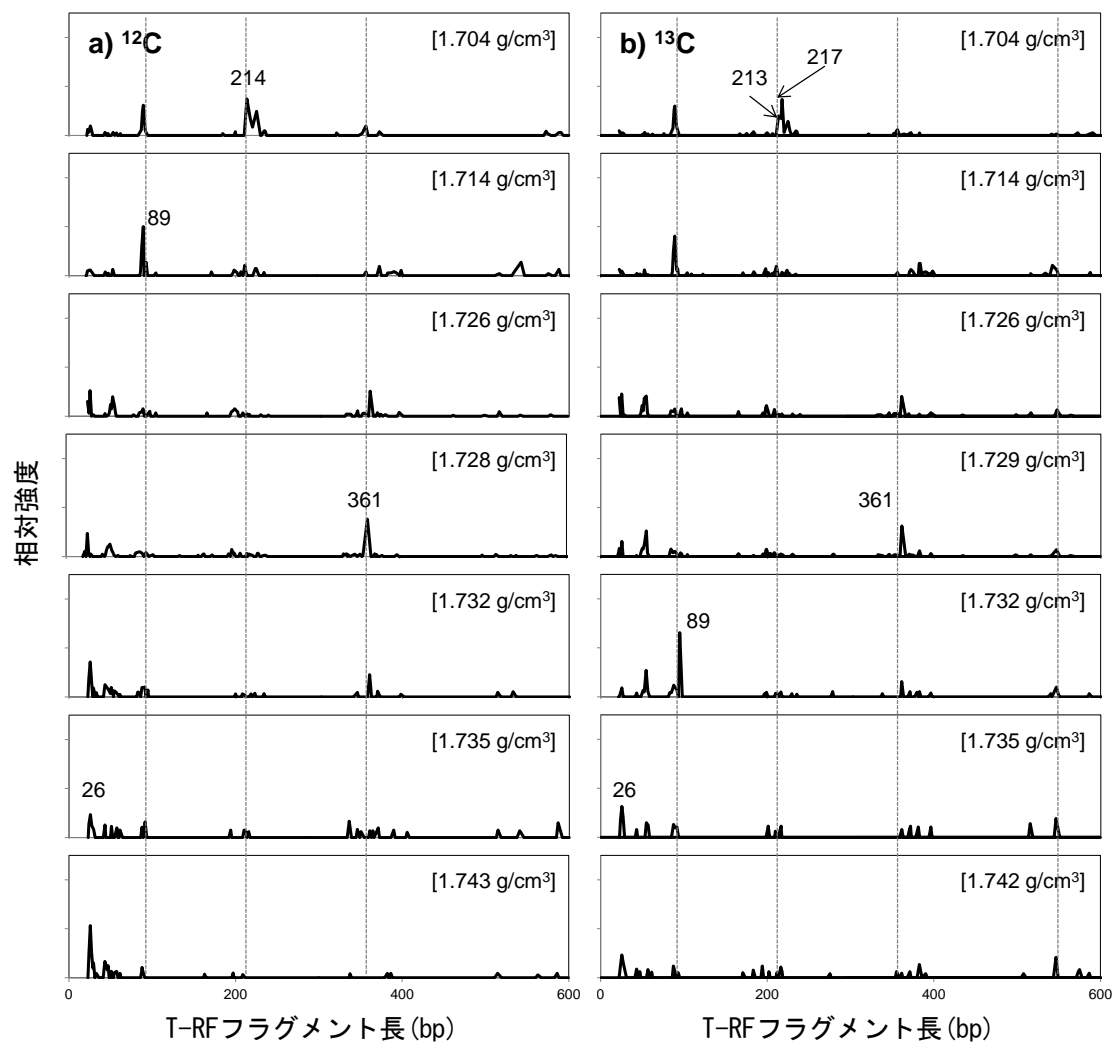 a) ¹²C
[1.704 g/cm³]
214
b) ¹³C
[1.704 g/cm³]
213
217
[1.714 g/cm³]
89
[1.714 g/cm³]
[1.726 g/cm³]
[1.726 g/cm³]
相対強度
[1.728 g/cm³]
361
[1.729 g/cm³]
361
[1.732 g/cm³]
[1.732 g/cm³]
89
[1.735 g/cm³]
26
[1.735 g/cm³]
26
[1.743 g/cm³]
[1.742 g/cm³]
0 200 400 600
0 200 400 600
T-RFフラグメント長(bp)
T-RFフラグメント長(bp)